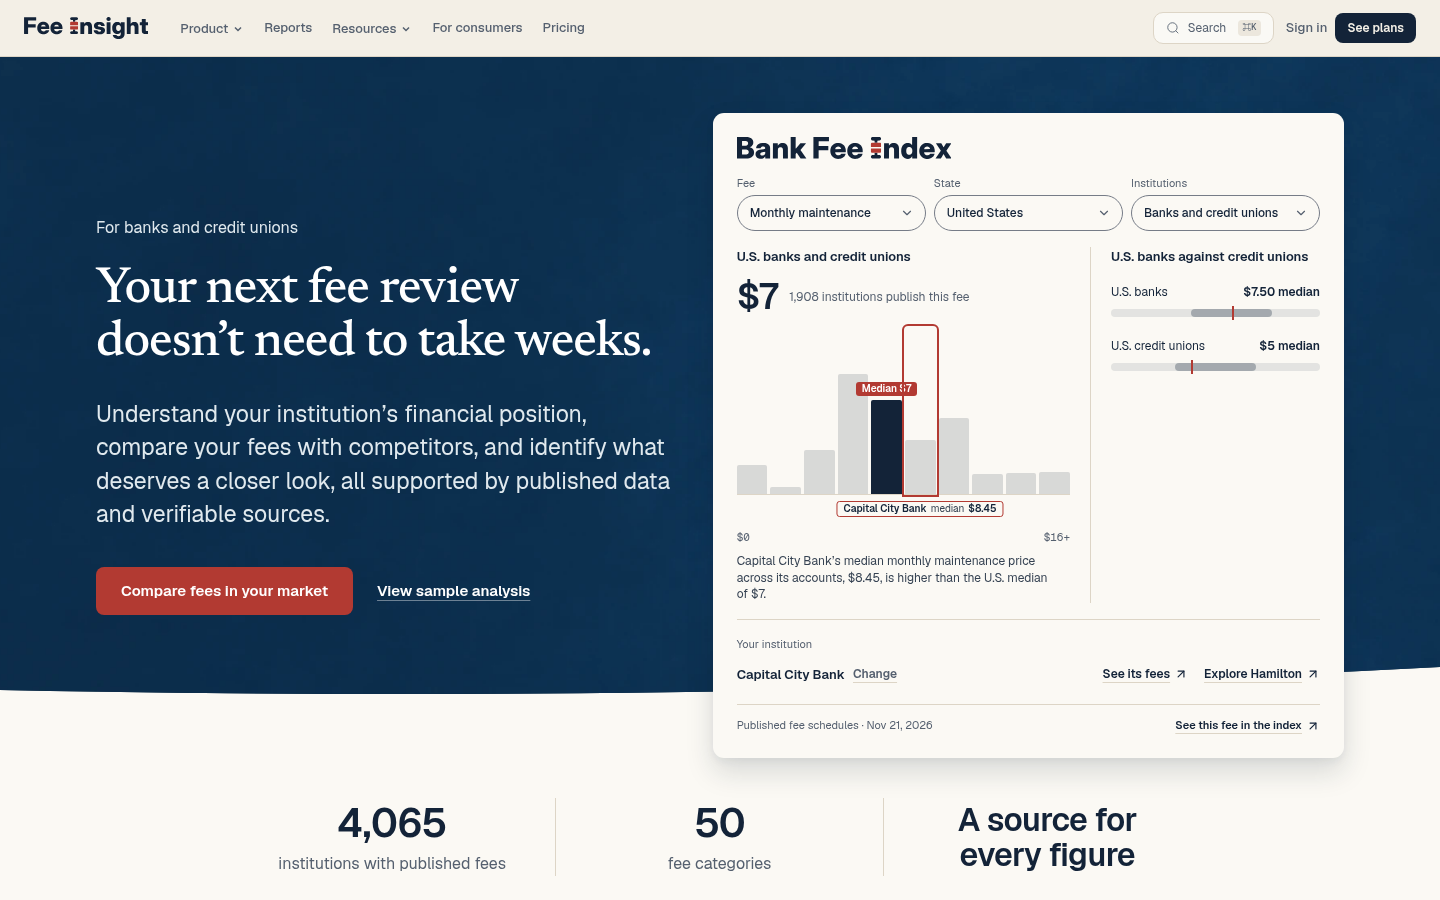 Fee Insight
Product
Reports
Resources
For consumers
Pricing
Search
⌘K
Sign in
See plans
For banks and credit unions
Your next fee review
doesn’t need to take weeks.
Understand your institution’s financial position,
compare your fees with competitors, and identify what
deserves a closer look, all supported by published data
and verifiable sources.
Compare fees in your market
View sample analysis
Bank Fee Index
Fee
State
Institutions
Monthly maintenance
United States
Banks and credit unions
U.S. banks and credit unions
$7 1,908 institutions publish this fee
Median $7
Capital City Bank median $8.45
$0
$16+
Capital City Bank’s median monthly maintenance price
across its accounts, $8.45, is higher than the U.S. median
of $7.
U.S. banks against credit unions
U.S. banks $7.50 median
U.S. credit unions $5 median
Your institution
Capital City Bank Change
See its fees
Explore Hamilton
Published fee schedules · Nov 21, 2026
See this fee in the index
4,065
institutions with published fees
50
fee categories
A source for
every figure